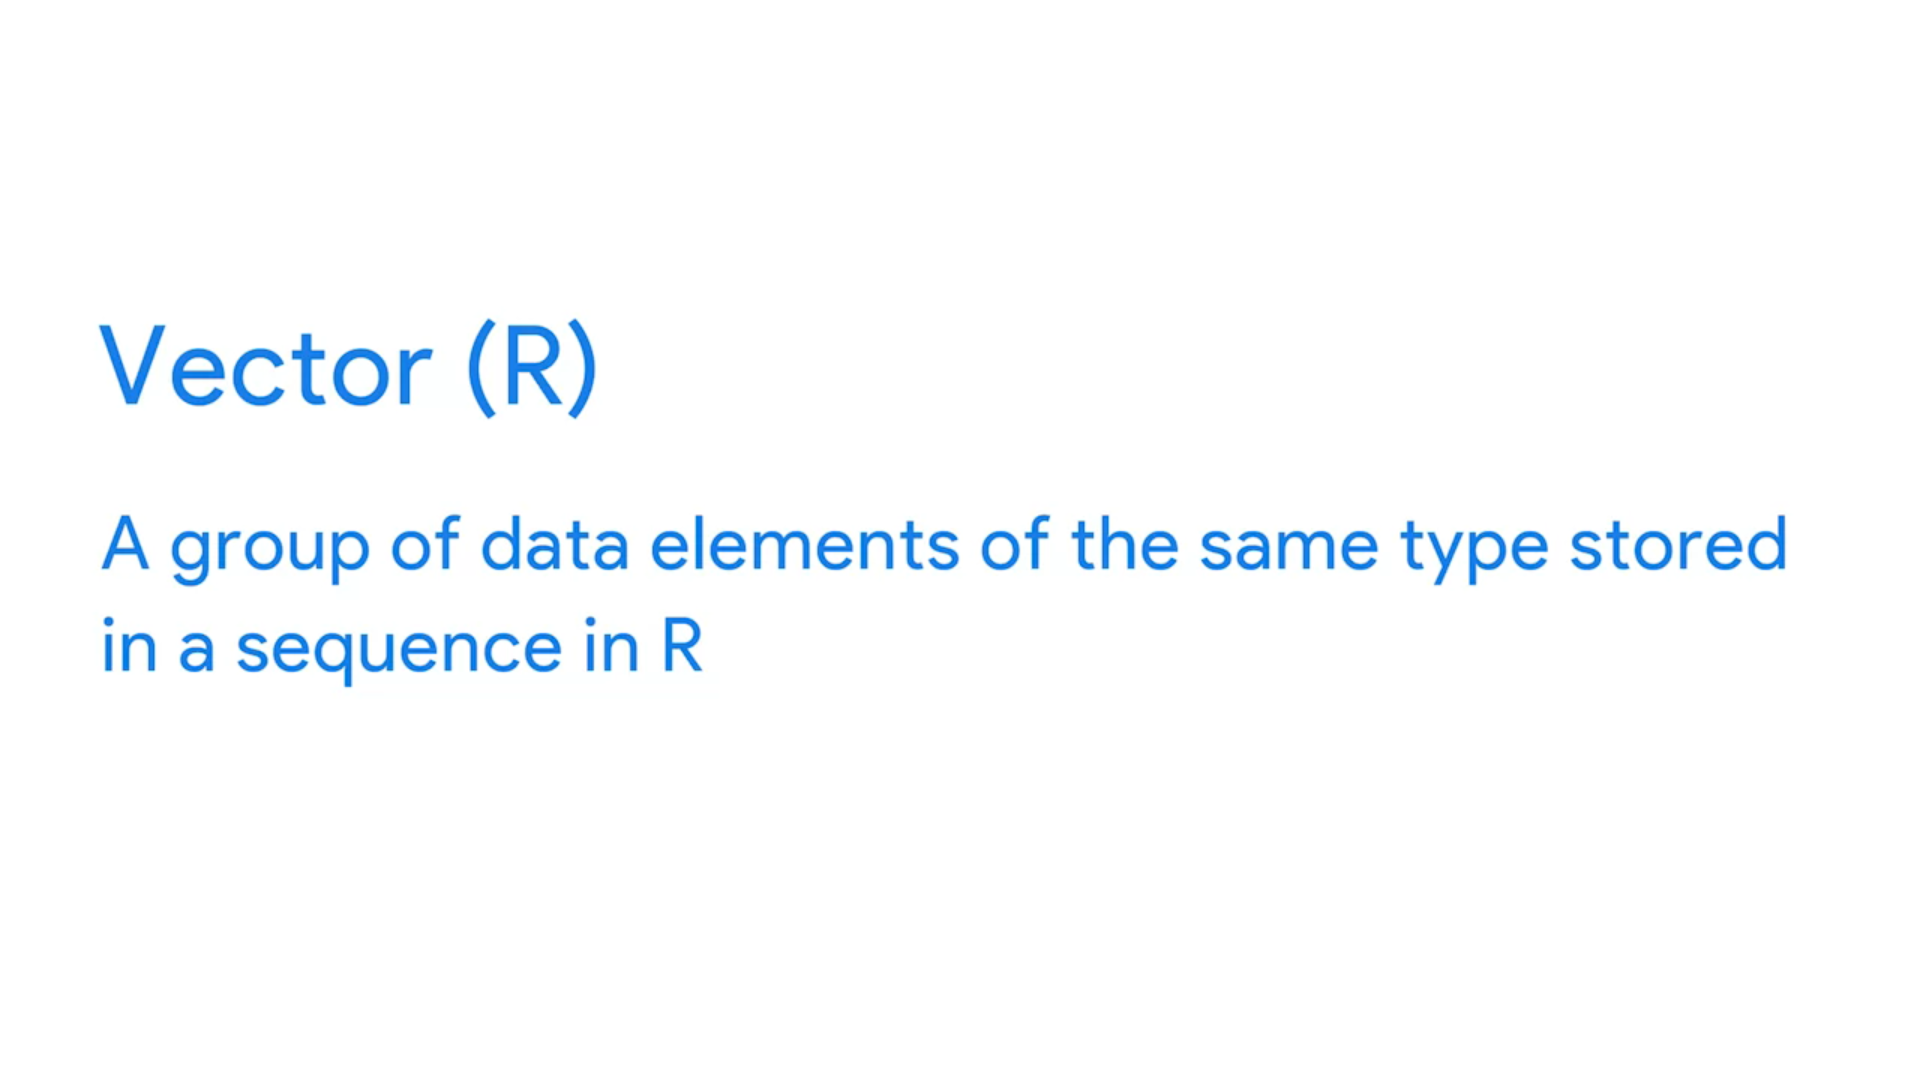 Vector (R)
A group of data elements of the same type stored
in a sequence in R